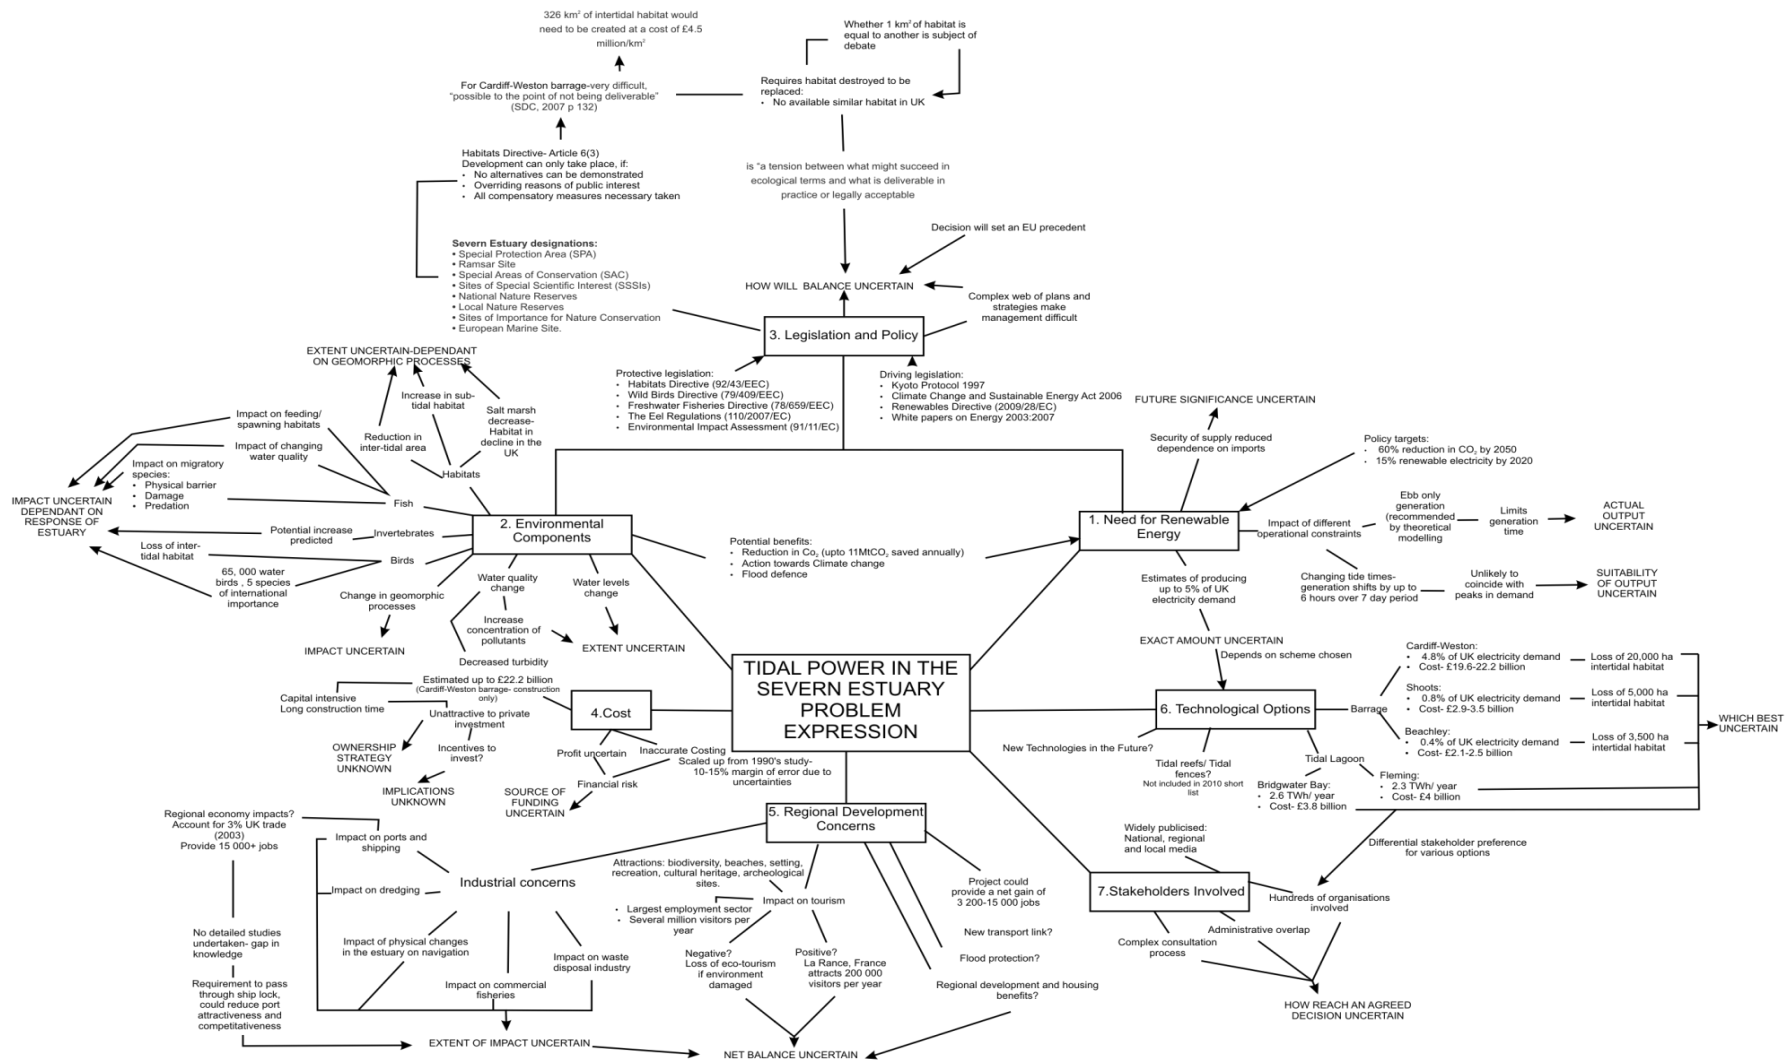 326 km² of intertidal habitat would
need to be created at a cost of £4.5
million/km²
Whether 1 km² of habitat is
equal to another is subject of
debate
For Cardiff-Weston barrage-very difficult,
“possible to the point of not being deliverable”
(SDC, 2007 p 132)
Requires habitat destroyed to be
replaced:
• No available similar habitat in UK
Habitats Directive- Article 6(3)
Development can only take place, if:
• No alternatives can be demonstrated
• Overriding reasons of public interest
• All compensatory measures necessary taken
is “a tension between what might succeed in
ecological terms and what is deliverable in
practice or legally acceptable
Decision will set an EU precedent
Severn Estuary designations:
• Special Protection Area (SPA)
• Ramsar Site
• Special Areas of Conservation (SAC)
• Sites of Special Scientific Interest (SSSIs)
• National Nature Reserves
• Local Nature Reserves
• Sites of Importance for Nature Conservation
• European Marine Site.
HOW WILL BALANCE UNCERTAIN
Complex web of plans and
strategies make
management difficult
3. Legislation and Policy
Protective legislation:
• Habitats Directive (92/43/EEC)
• Wild Birds Directive (79/409/EEC)
• Freshwater Fisheries Directive (78/659/EEC)
• The Eel Regulations (110/2007/EC)
• Environmental Impact Assessment (91/11/EC)
Driving legislation:
• Kyoto Protocol 1997
• Climate Change and Sustainable Energy Act 2006
• Renewables Directive (2009/28/EC)
• White papers on Energy 2003:2007
EXTENT UNCERTAIN-DEPENDANT
ON GEOMORPHIC PROCESSES
Increase in sub-
tidal habitat
Salt marsh
decrease-
Habitat in
decline in the
UK
Reduction in
inter-tidal area
Habitats
Impact on feeding/
spawning habitats
Impact of changing
water quality
Impact on migratory
species:
• Physical barrier
• Damage
• Predation
Fish
IMPACT UNCERTAIN
DEPENDANT ON
RESPONSE OF
ESTUARY
Potential increase
predicted
Invertebrates
Loss of inter-
tidal habitat
Birds
65, 000 water
birds , 5 species
of international
importance
2. Environmental
Components
Change in geomorphic
processes
IMPACT UNCERTAIN
Water quality
change
Increase
concentration of
pollutants
Decreased turbidity
Water levels
change
EXTENT UNCERTAIN
Potential benefits:
• Reduction in Co₂ (upto 11MtCO₂ saved annually)
• Action towards Climate change
• Flood defence
FUTURE SIGNIFICANCE UNCERTAIN
Security of supply reduced
dependence on imports
Policy targets:
• 60% reduction in CO₂ by 2050
• 15% renewable electricity by 2020
1. Need for Renewable
Energy
Impact of different
operational constraints
Ebb only
generation
(recommended
by theoretical
modelling
Limits
generation
time
ACTUAL
OUTPUT
UNCERTAIN
Changing tide times-
generation shifts by up to
6 hours over 7 day period
Unlikely to
coincide with
peaks in demand
SUITABILITY
OF OUTPUT
UNCERTAIN
Estimates of producing
up to 5% of UK
electricity demand
EXACT AMOUNT UNCERTAIN
Depends on scheme chosen
TIDAL POWER IN THE
SEVERN ESTUARY
PROBLEM
EXPRESSION
6. Technological Options
Barrage
Cardiff-Weston:
• 4.8% of UK electricity demand
• Cost- £19.6-22.2 billion
Loss of 20,000 ha
intertidal habitat
Shoots:
• 0.8% of UK electricity demand
• Cost- £2.9-3.5 billion
Loss of 5,000 ha
intertidal habitat
Beachley:
• 0.4% of UK electricity demand
• Cost- £2.1-2.5 billion
Loss of 3,500 ha
intertidal habitat
WHICH BEST
UNCERTAIN
New Technologies in the Future?
Tidal reefs/ Tidal
fences?
Not included in 2010 short
list
Tidal Lagoon
Bridgwater Bay:
• 2.6 TWh/ year
• Cost- £3.8 billion
Fleming:
• 2.3 TWh/ year
• Cost- £4 billion
4.Cost
Estimated up to £22.2 billion
(Cardiff-Weston barrage- construction
only)
Capital intensive
Long construction time
Unattractive to private
investment
OWNERSHIP
STRATEGY
UNKNOWN
Incentives to
invest?
IMPLICATIONS
UNKNOWN
Profit uncertain
Inaccurate Costing
Scaled up from 1990's study-
10-15% margin of error due to
uncertainties
Financial risk
SOURCE OF
FUNDING
UNCERTAIN
5. Regional Development
Concerns
Regional economy impacts?
Account for 3% UK trade
(2003)
Provide 15 000+ jobs
Impact on ports and
shipping
Impact on dredging
Industrial concerns
No detailed studies
undertaken- gap in
knowledge
Requirement to pass
through ship lock,
could reduce port
attractiveness and
competitativeness
Impact of physical changes
in the estuary on navigation
Impact on commercial
fisheries
Impact on waste
disposal industry
EXTENT OF IMPACT UNCERTAIN
Attractions: biodiversity, beaches, setting,
recreation, cultural heritage, archeological
sites.
Impact on tourism
• Largest employment sector
• Several million visitors per
year
Negative?
Loss of eco-tourism
if environment
damaged
Positive?
La Rance, France
attracts 200 000
visitors per year
NET BALANCE UNCERTAIN
Project could
provide a net gain of
3 200-15 000 jobs
New transport link?
Flood protection?
Regional development and housing
benefits?
Widely publicised:
National, regional
and local media
Differential stakeholder preference
for various options
7.Stakeholders Involved
Hundreds of organisations
involved
Administrative overlap
Complex consultation
process
HOW REACH AN AGREED
DECISION UNCERTAIN